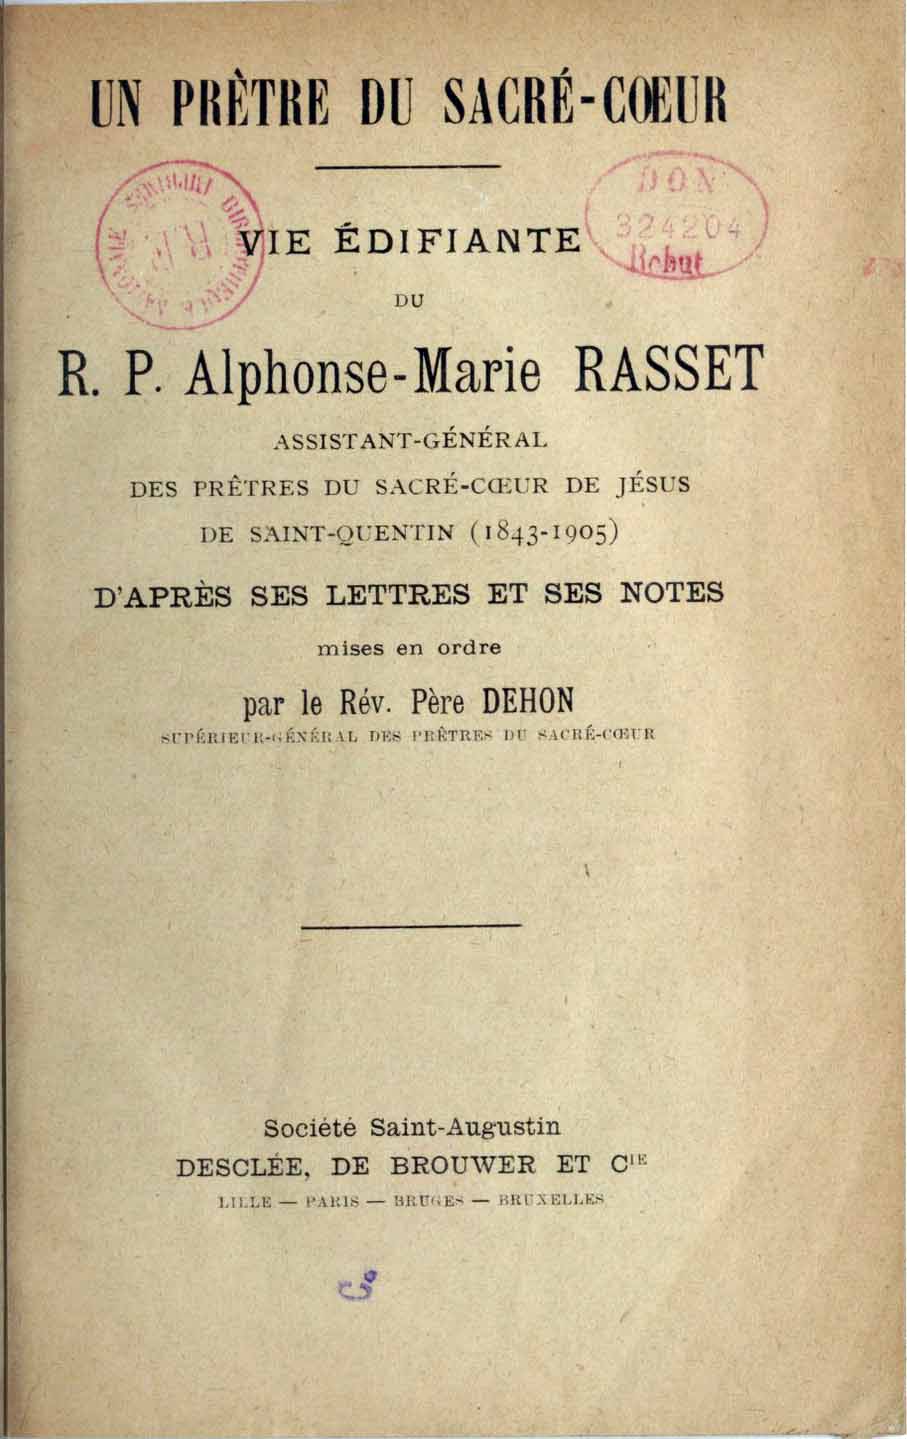 UN PRÊTRE DU SACRÉ-CŒUR
DON
324204
Rebut
VIE ÉDIFIANTE
DU
R. P. Alphonse-Marie RASSET
ASSISTANT-GÉNÉRAL
DES PRÊTRES DU SACRÉ-CŒUR DE JÉSUS
DE SAINT-QUENTIN (1843-1905)
D'APRÈS SES LETTRES ET SES NOTES
mises en ordre
par le Rév. Père DEHON
SUPÉRIEUR-GÉNÉRAL DES PRÊTRES DU SACRÉ-CŒUR
Société Saint-Augustin
DESCLÉE, DE BROUWER ET CIE
LILLE — PARIS — BRUGES — BRUXELLES